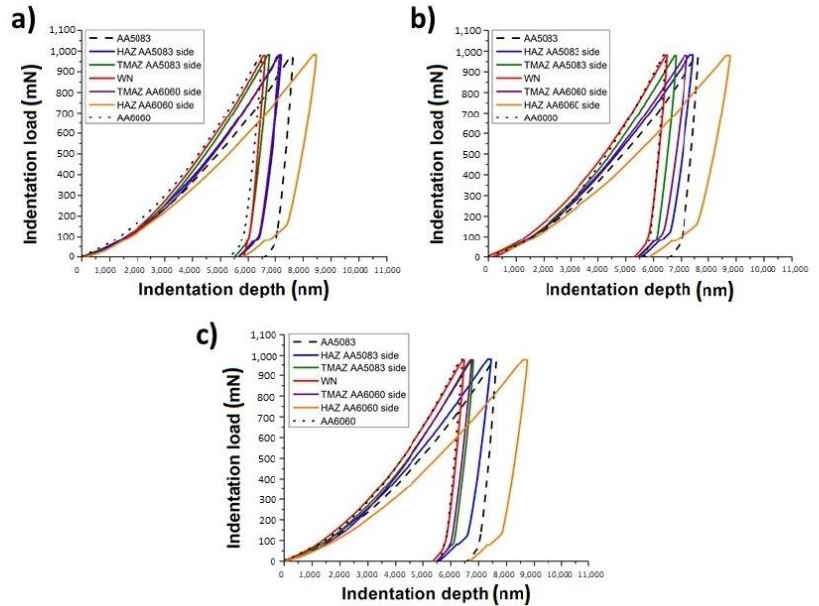 a)
Indentation load (mN)
1,100
1,000
900
800
700
600
500
400
300
200
100
0
AA5083
HAZ AA5083 side
TMAZ AA5083 side
WN
TMAZ AA6060 side
HAZ AA6060 side
AA6060
0 1,000 2,000 3,000 4,000 5,000 6,000 7,000 8,000 9,000 10,000 11,000
Indentation depth (nm)
b)
Indentation load (mN)
1,100
1,000
900
800
700
600
500
400
300
200
100
0
AA5083
HAZ AA5083 side
TMAZ AA5083 side
WN
TMAZ AA6060 side
HAZ AA6060 side
AA6060
0 1,000 2,000 3,000 4,000 5,000 6,000 7,000 8,000 9,000 10,000 11,000
Indentation depth (nm)
c)
Indentation load (mN)
1,100
1,000
900
800
700
600
500
400
300
200
100
0
AA5083
HAZ AA5083 side
TMAZ AA5083 side
WN
TMAZ AA6060 side
HAZ AA6060 side
AA6060
0 1,000 2,000 3,000 4,000 5,000 6,000 7,000 8,000 9,000 10,000 11,000
Indentation depth (nm)